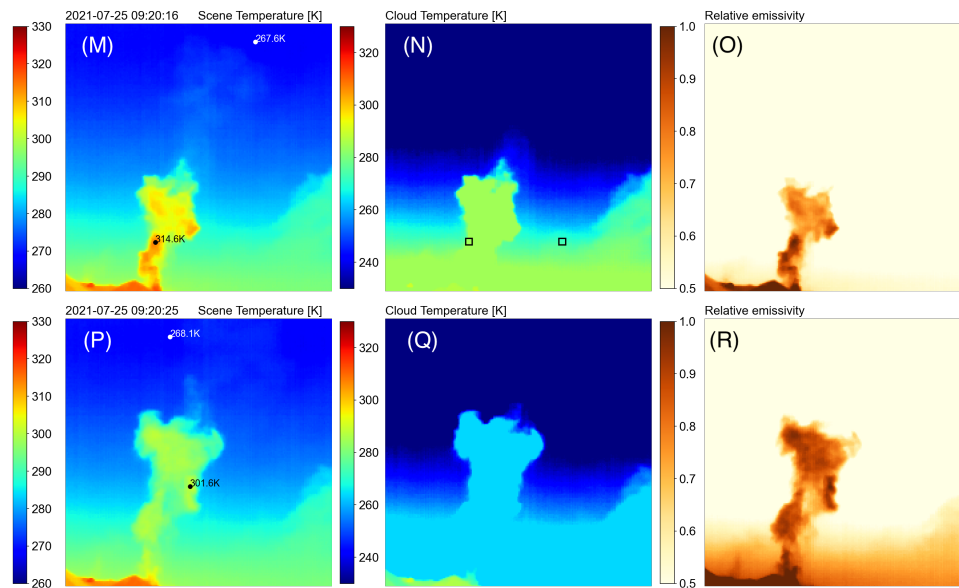 2021-07-25 09:20:16 Scene Temperature [K]
Cloud Temperature [K]
Relative emissivity
330
320
310
300
290
280
270
260
(M)
267.6K
314.6K
320
300
280
260
240
(N)
1.0
0.9
0.8
0.7
0.6
0.5
(O)
2021-07-25 09:20:25 Scene Temperature [K]
Cloud Temperature [K]
Relative emissivity
330
320
310
300
290
280
270
260
(P)
268.1K
301.6K
320
300
280
260
240
(Q)
1.0
0.9
0.8
0.7
0.6
0.5
(R)